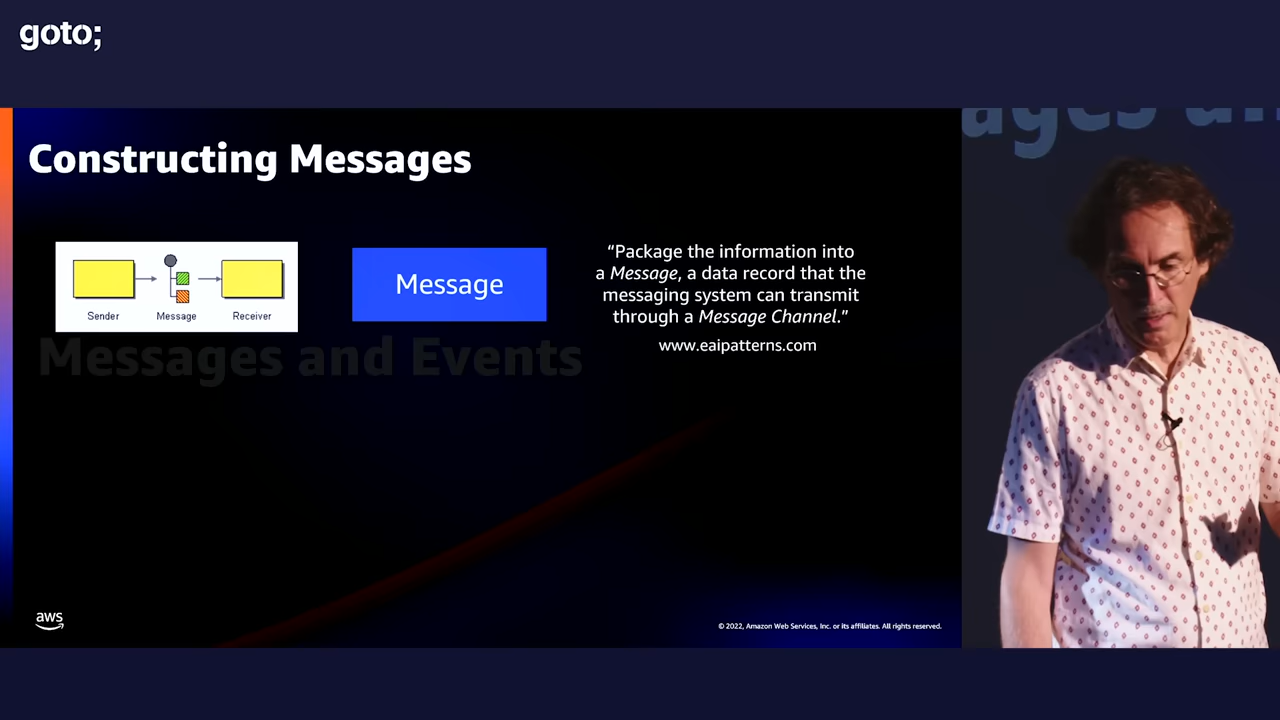 goto;
ages an
Constructing Messages
Sender
Message
Receiver
Message
“Package the information into
a Message, a data record that the
messaging system can transmit
through a Message Channel.”
www.eaipatterns.com
Messages and Events
aws
© 2022, Amazon Web Services, Inc. or its affiliates. All rights reserved.